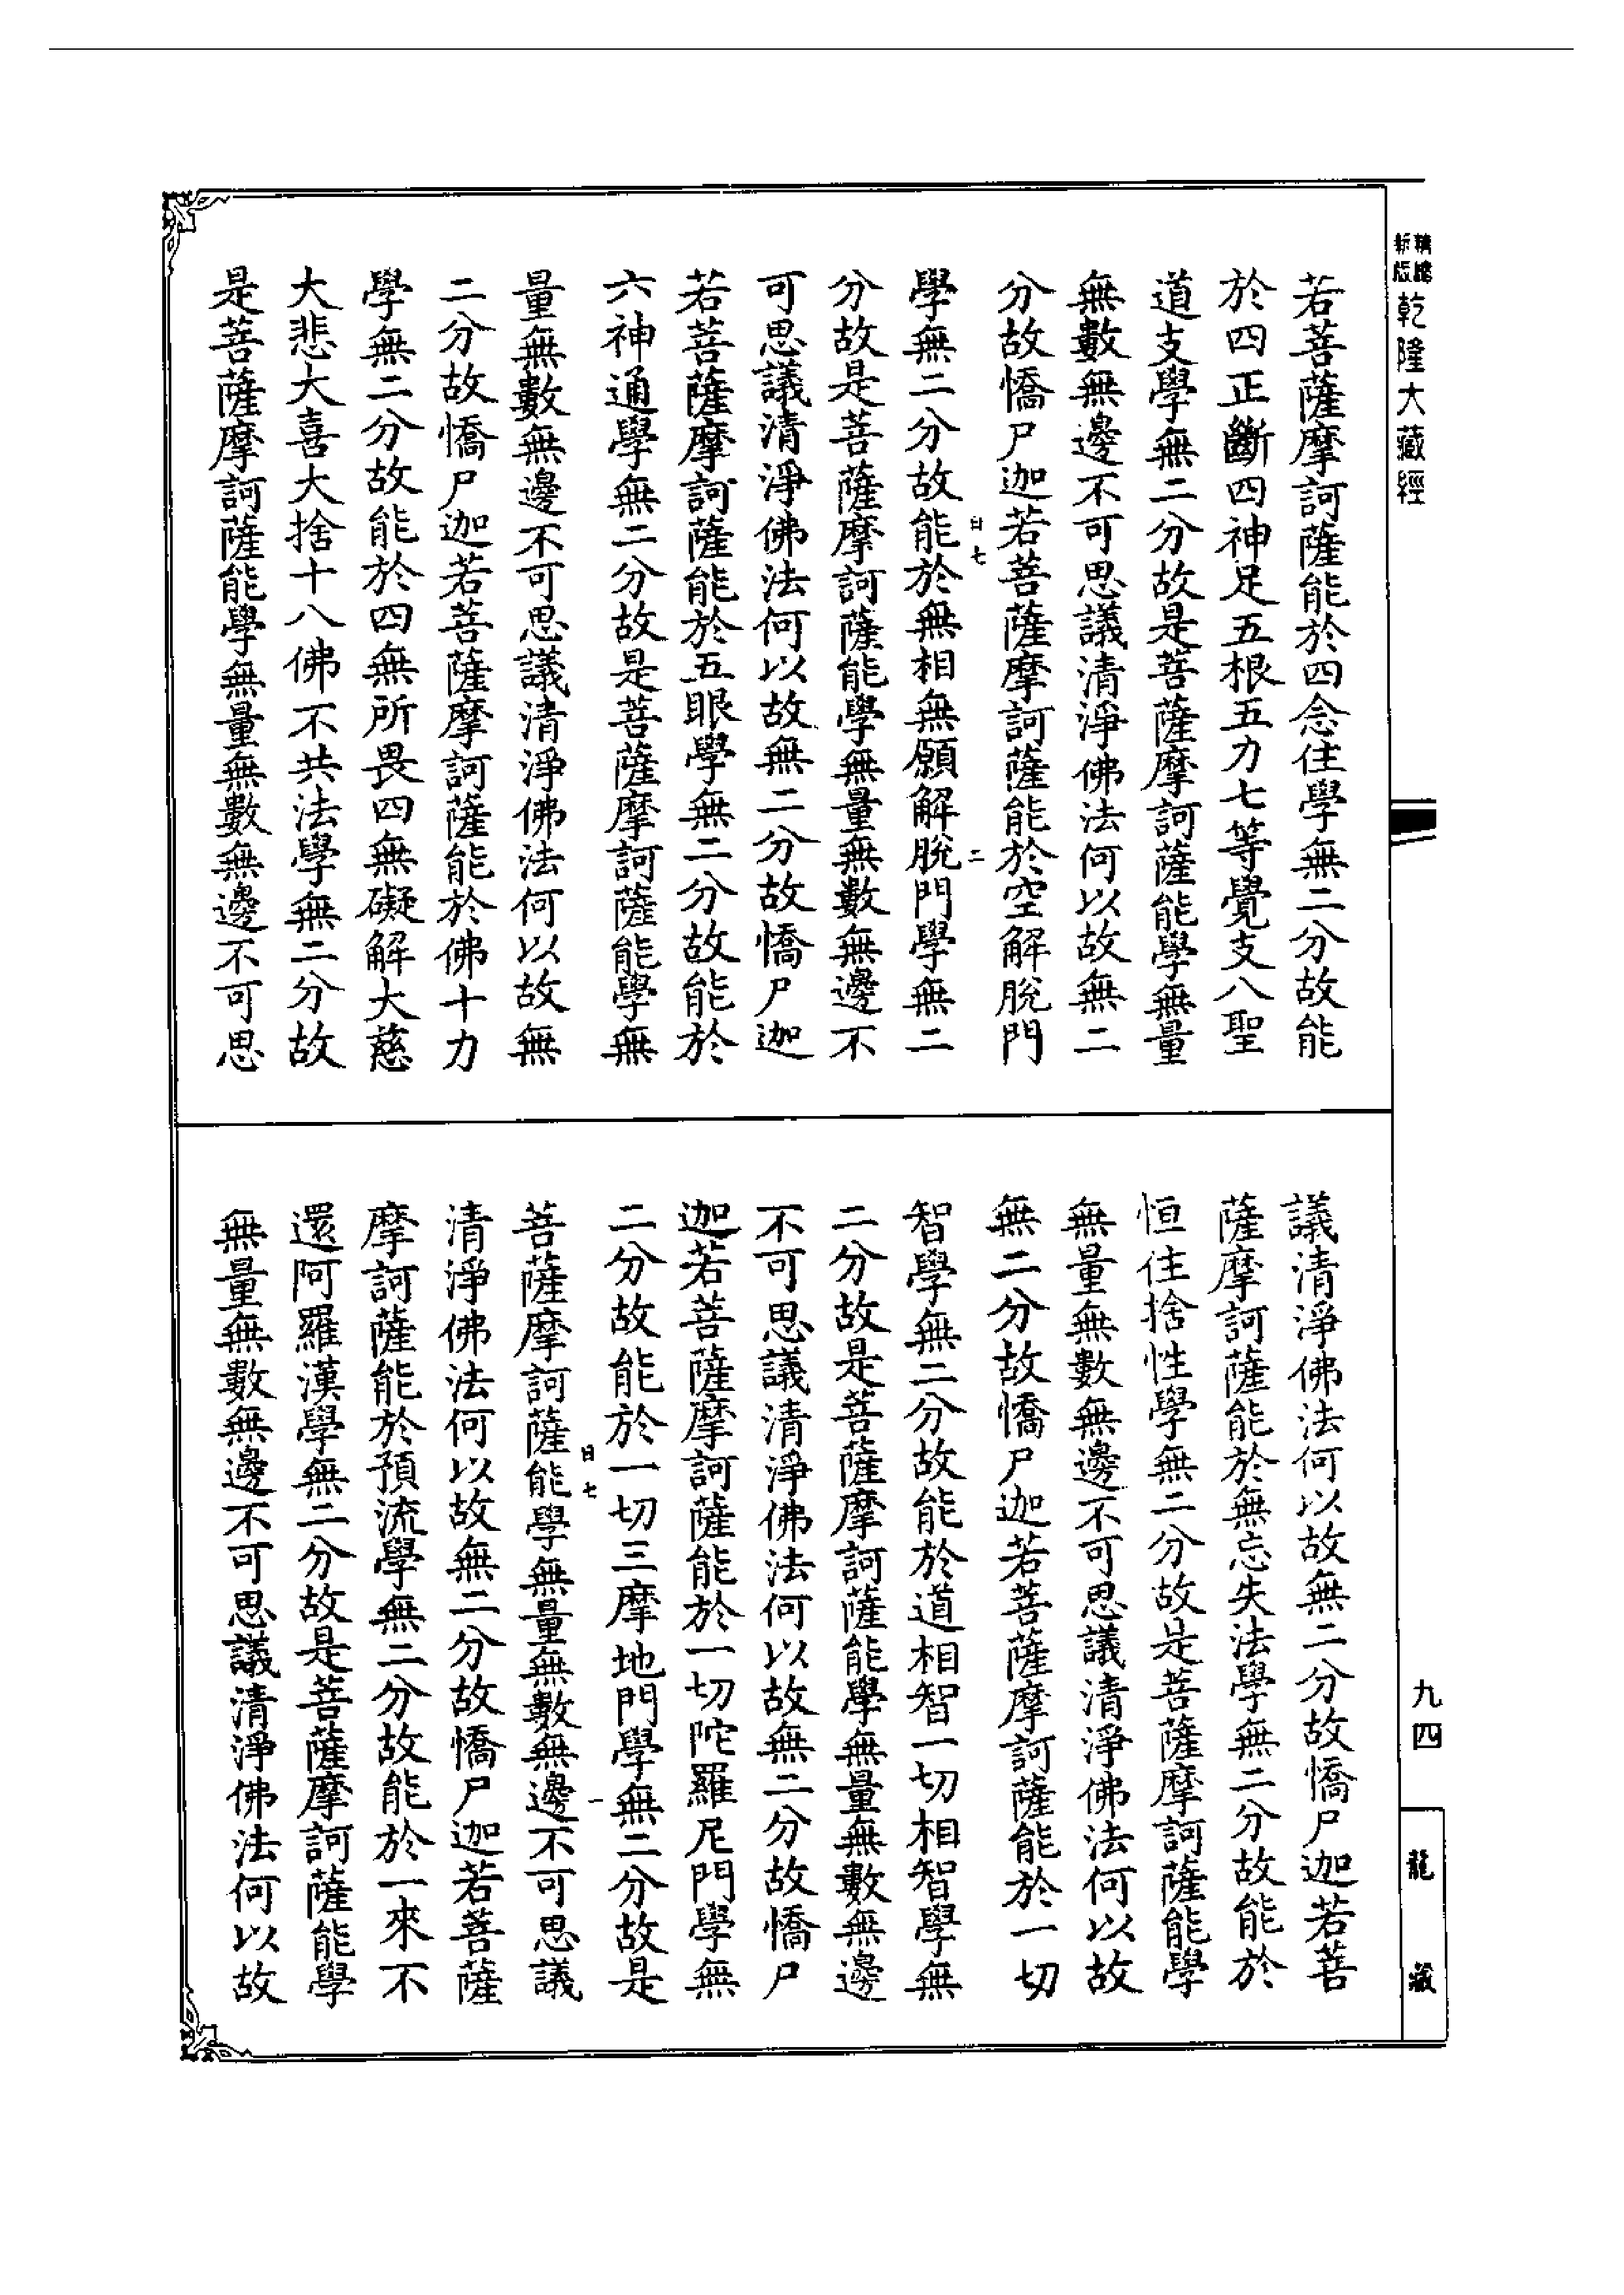 新版精縮
乾隆大藏經
若菩薩摩訶薩能於四念住學無二分故能
於四正斷四神足五根五力七等覺支八聖
道支學無二分故是菩薩摩訶薩能學無量
無數無邊不可思議清淨佛法何以故無二
分故憍尸迦若菩薩摩訶薩能於空解脫門
日七
二
學無二分故能於無相無願解脫門學無二
分故是菩薩摩訶薩能學無量無數無邊不
可思議清淨佛法何以故無二分故憍尸迦
若菩薩摩訶薩能於五眼學無二分故能於
六神通學無二分故是菩薩摩訶薩能學無
量無數無邊不可思議清淨佛法何以故無
二分故憍尸迦若菩薩摩訶薩能於佛十力
學無二分故能於四無所畏四無礙解大慈
大悲大喜大捨十八佛不共法學無二分故
是菩薩摩訶薩能學無量無數無邊不可思
議清淨佛法何以故無二分故憍尸迦若菩
薩摩訶薩能於無忘失法學無二分故能於
恒住捨性學無二分故是菩薩摩訶薩能學
無量無數無邊不可思議清淨佛法何以故
無二分故憍尸迦若菩薩摩訶薩能於一切
智學無二分故能於道相智一切相智學無
二分故是菩薩摩訶薩能學無量無數無邊
不可思議清淨佛法何以故無二分故憍尸
迦若菩薩摩訶薩能於一切陀羅尼門學無
二分故能於一切三摩地門學無二分故是
日七
一
菩薩摩訶薩能學無量無數無邊不可思議
清淨佛法何以故無二分故憍尸迦若菩薩
摩訶薩能於預流學無二分故能於一來不
還阿羅漢學無二分故是菩薩摩訶薩能學
無量無數無邊不可思議清淨佛法何以故
九四
龍藏